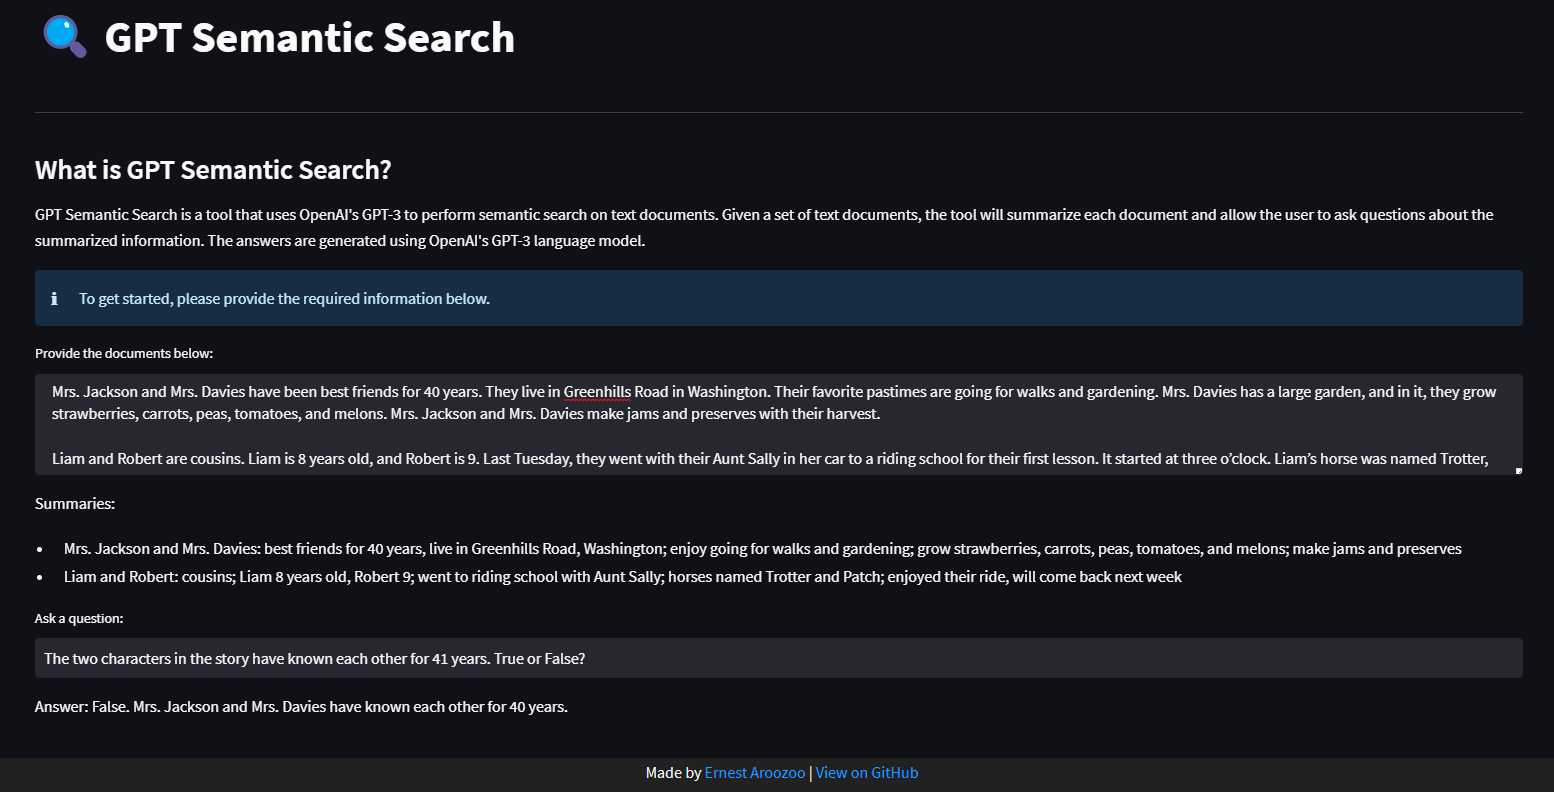 GPT Semantic Search
What is GPT Semantic Search?
GPT Semantic Search is a tool that uses OpenAI's GPT-3 to perform semantic search on text documents. Given a set of text documents, the tool will summarize each document and allow the user to ask questions about the
summarized information. The answers are generated using OpenAI's GPT-3 language model.
To get started, please provide the required information below.
Provide the documents below:
Mrs. Jackson and Mrs. Davies have been best friends for 40 years. They live in Greenhills Road in Washington. Their favorite pastimes are going for walks and gardening. Mrs. Davies has a large garden, and in it, they grow
strawberries, carrots, peas, tomatoes, and melons. Mrs. Jackson and Mrs. Davies make jams and preserves with their harvest.
Liam and Robert are cousins. Liam is 8 years old, and Robert is 9. Last Tuesday, they went with their Aunt Sally in her car to a riding school for their first lesson. It started at three o’clock. Liam’s horse was named Trotter,
Summaries:
• Mrs. Jackson and Mrs. Davies: best friends for 40 years, live in Greenhills Road, Washington; enjoy going for walks and gardening; grow strawberries, carrots, peas, tomatoes, and melons; make jams and preserves
• Liam and Robert: cousins; Liam 8 years old, Robert 9; went to riding school with Aunt Sally; horses named Trotter and Patch; enjoyed their ride, will come back next week
Ask a question:
The two characters in the story have known each other for 41 years. True or False?
Answer: False. Mrs. Jackson and Mrs. Davies have known each other for 40 years.
Made by Ernest Aroozoo | View on GitHub